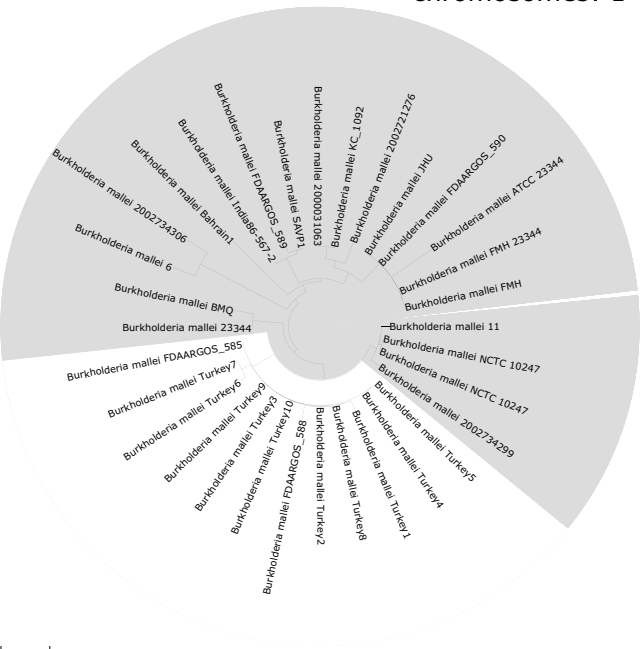 Burkholderia mallei FDAARGOS_589
Burkholderia mallei SAVP1
Burkholderia mallei 2000031063
Burkholderia mallei KC_1092
Burkholderia mallei 2002721276
Burkholderia mallei JHU
Burkholderia mallei FDAARGOS_590
Burkholderia mallei ATCC 23344
Burkholderia mallei FMH 23344
Burkholderia mallei FMH
Burkholderia mallei 11
Burkholderia mallei NCTC 10247
Burkholderia mallei NCTC 10247
Burkholderia mallei 2002734299
Burkholderia mallei Turkey5
Burkholderia mallei Turkey4
Burkholderia mallei Turkey1
Burkholderia mallei Turkey8
Burkholderia mallei Turkey2
Burkholderia mallei FDAARGOS_588
Burkholderia mallei Turkey10
Burkholderia mallei Turkey3
Burkholderia mallei Turkey9
Burkholderia mallei Turkey6
Burkholderia mallei Turkey7
Burkholderia mallei FDAARGOS_585
Burkholderia mallei 23344
Burkholderia mallei BMQ
Burkholderia mallei 6
Burkholderia mallei 2002734306
Burkholderia mallei Bahrain1
Burkholderia mallei India86-567-2